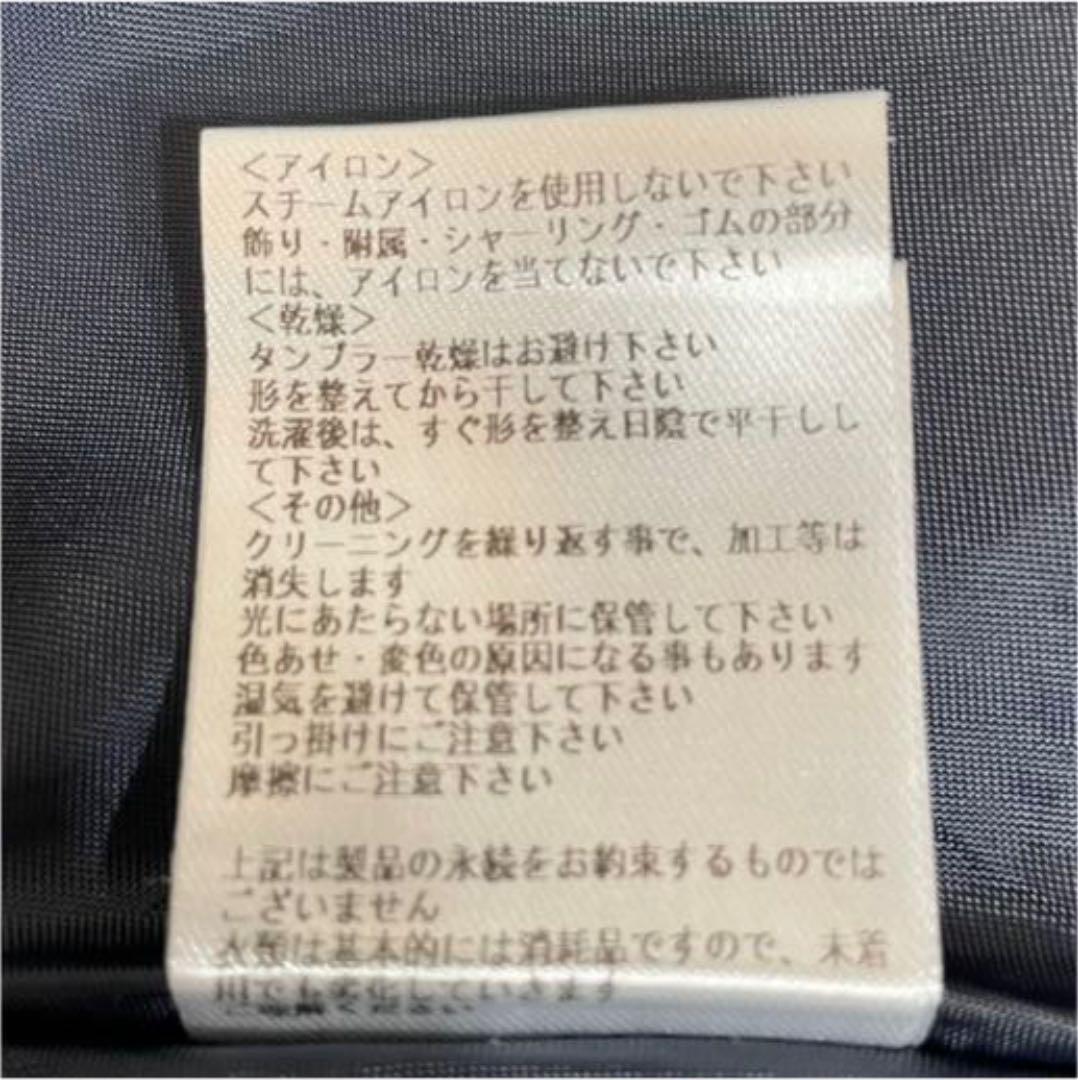 ＜アイロン＞
スチームアイロンを使用しないで下さい
飾り・附属・シャーリング・ゴムの部分
には、アイロンを当てないで下さい
＜乾燥＞
タンブラー乾燥はお避け下さい
形を整えてから干して下さい
洗濯後は、すぐ形を整え日陰で平干しし
て下さい
＜その他＞
クリーニングを繰り返す事で、加工等は
消失します
光にあたらない場所に保管して下さい
色あせ・変色の原因になる事もあります
湿気を避けて保管して下さい
引っ掛けにご注意下さい
摩擦にご注意下さい
上記は製品の永続をお約束するものでは
ございません
衣類は基本的には消耗品ですので、未着
用でも劣化していきます